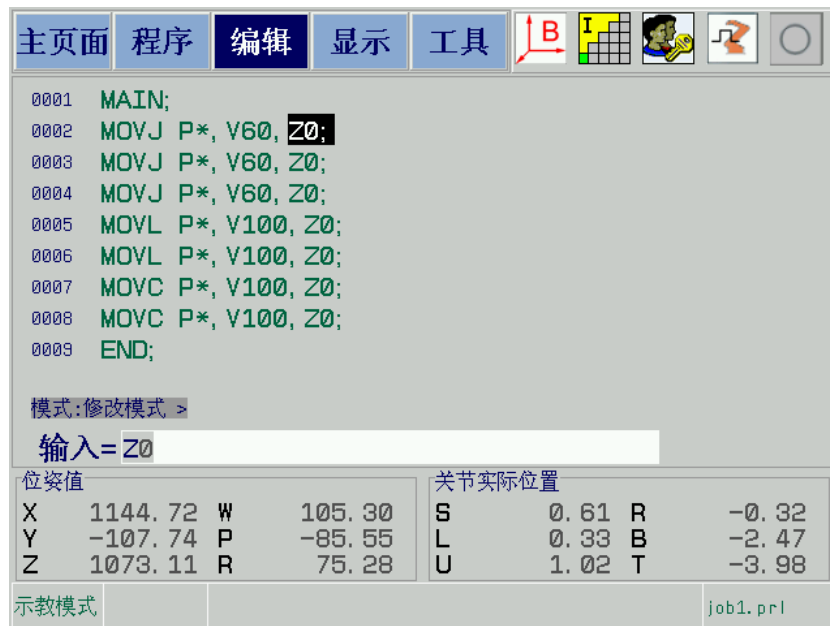 主页面 程序 编辑 显示 工具 B I
0001 MAIN;
0002 MOVJ P*, V60, Z0;
0003 MOVJ P*, V60, Z0;
0004 MOVJ P*, V60, Z0;
0005 MOVL P*, V100, Z0;
0006 MOVL P*, V100, Z0;
0007 MOVC P*, V100, Z0;
0008 MOVC P*, V100, Z0;
0009 END;
模式:修改模式 >
输入= Z0
位姿值 关节实际位置
X 1144.72 W 105.30 S 0.61 R -0.32
Y -107.74 P -85.55 L 0.33 B -2.47
Z 1073.11 R 75.28 U 1.02 T -3.98
示教模式 job1.prl